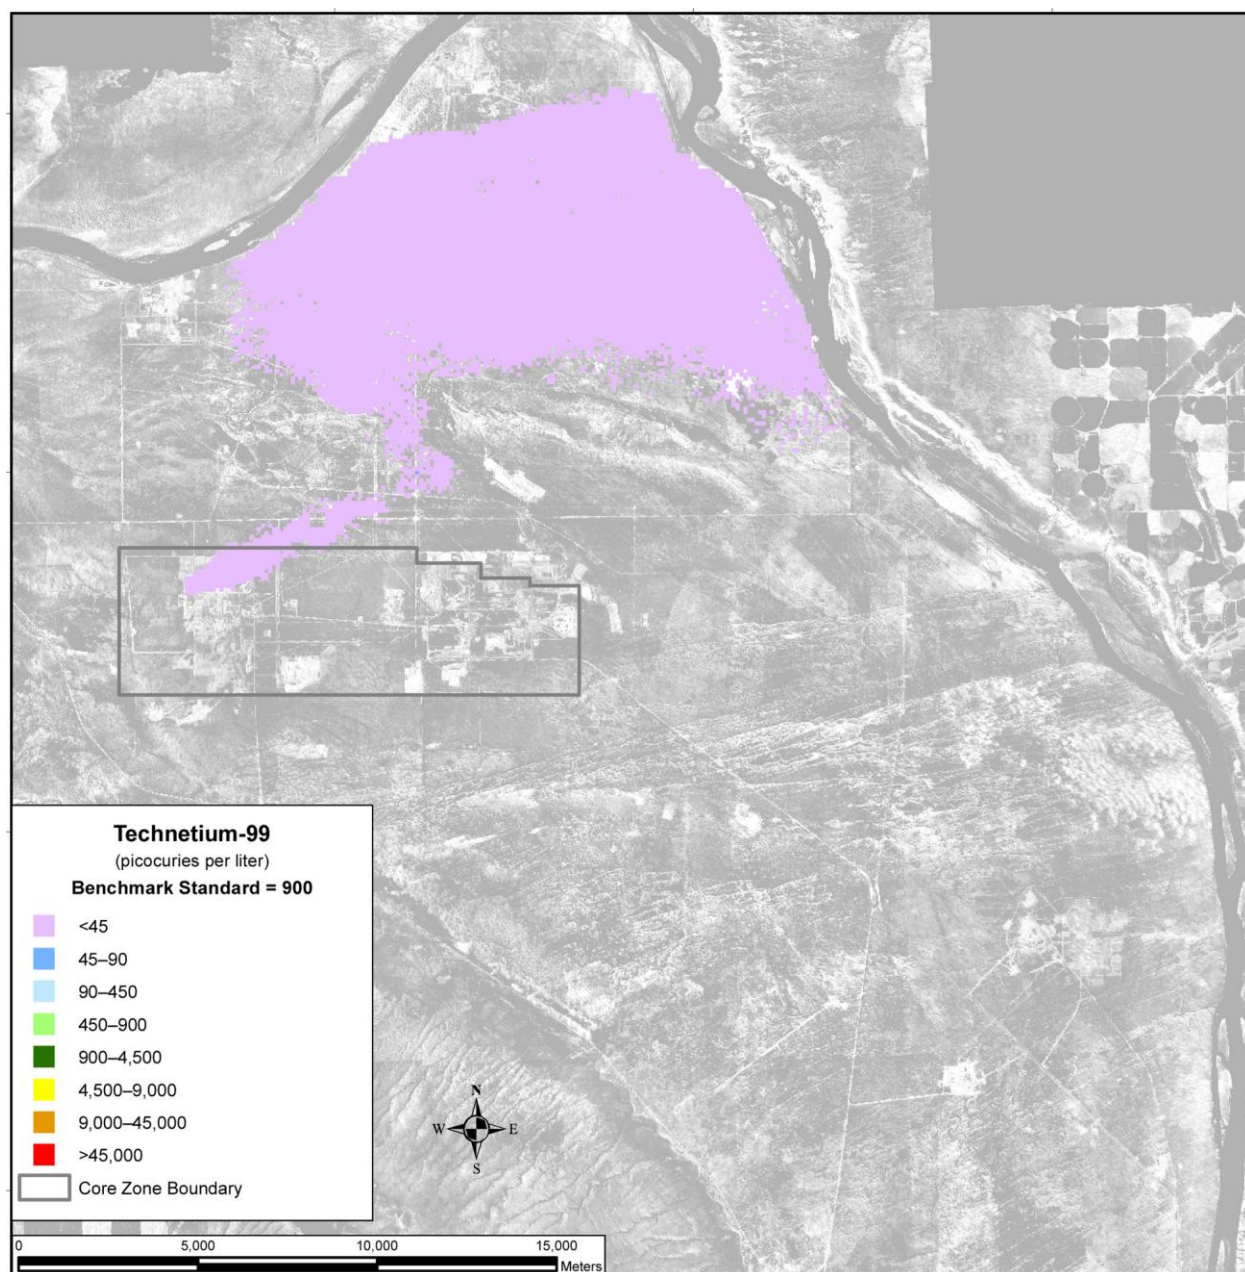 Technetium-99
(picocuries per liter)
Benchmark Standard = 900
<45
45–90
90–450
450–900
900–4,500
4,500–9,000
9,000–45,000
>45,000
Core Zone Boundary
N
W E
S
0 5,000 10,000 15,000
Meters